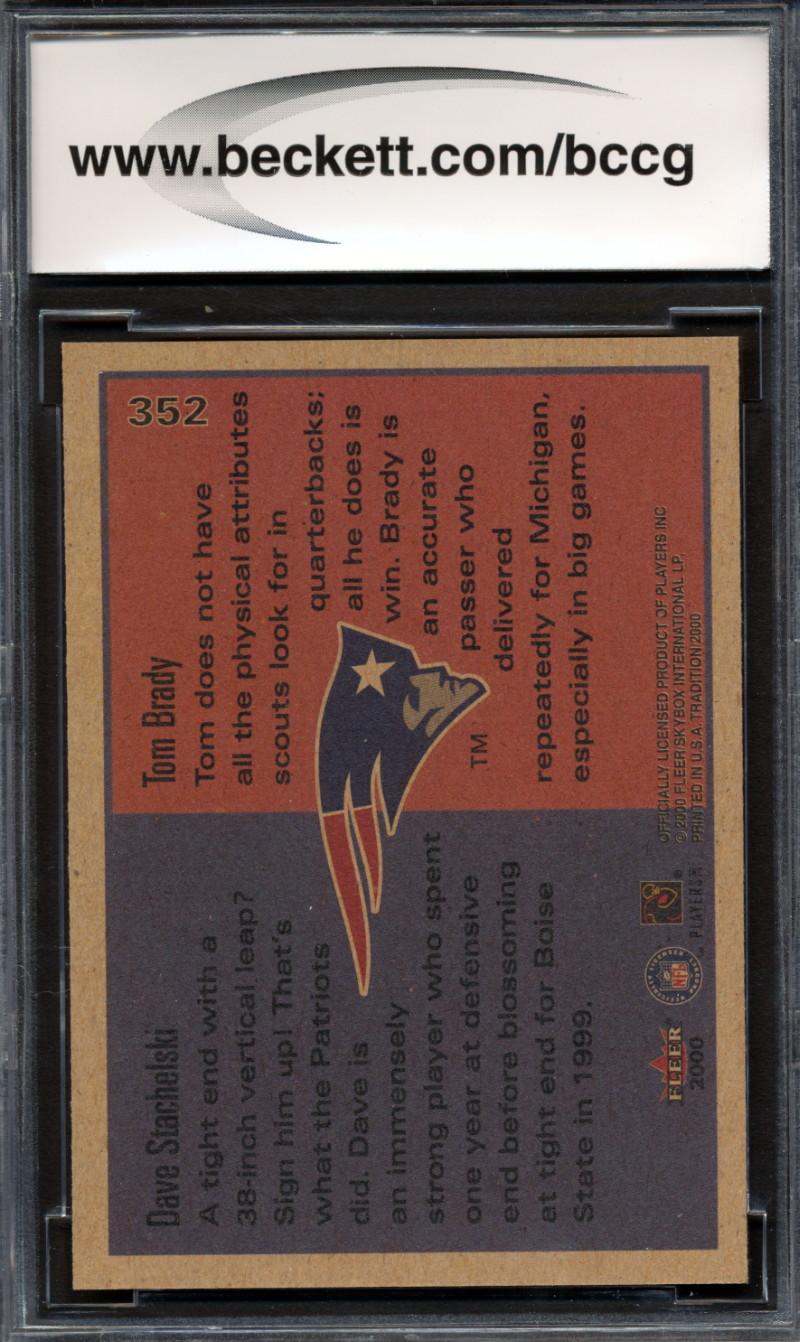 www.beckett.com/bccg
352
Dave Stachelski
A tight end with a
38-inch vertical leap?
Sign him up! That's
what the Patriots
did. Dave is
an immensely
strong player who spent
one year at defensive
end before blossoming
at tight end for Boise
State in 1999.
Tom Brady
Tom does not have
all the physical attributes
scouts look for in
quarterbacks;
all he does is
win. Brady is
an accurate
passer who
delivered
repeatedly for Michigan,
especially in big games.
TM
FLEER
2000
NFL
PLAYERS
OFFICIALLY LICENSED PRODUCT OF PLAYERS INC
© 2000 FLEER/SKYBOX INTERNATIONAL LP,
PRINTED IN U.S.A. TRADITION/2000